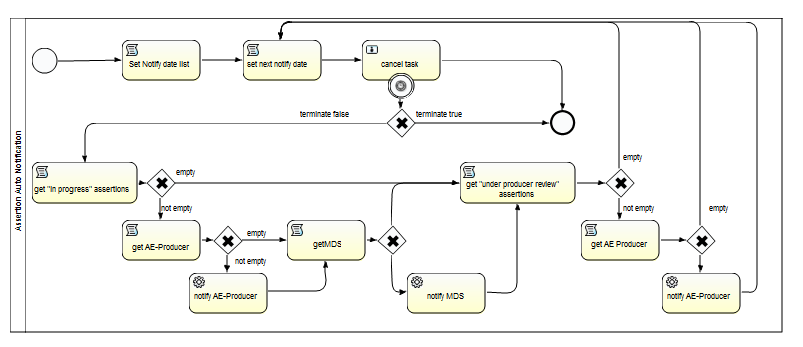 Assertion Auto Notification
Set Notify date list
set next notify date
cancel task
terminate false
terminate true
get "in progress" assertions
empty
not empty
get AE-Producer
empty
not empty
notify AE-Producer
getMDS
notify MDS
get "under producer review"
assertions
empty
not empty
get AE Producer
empty
notify AE-Producer